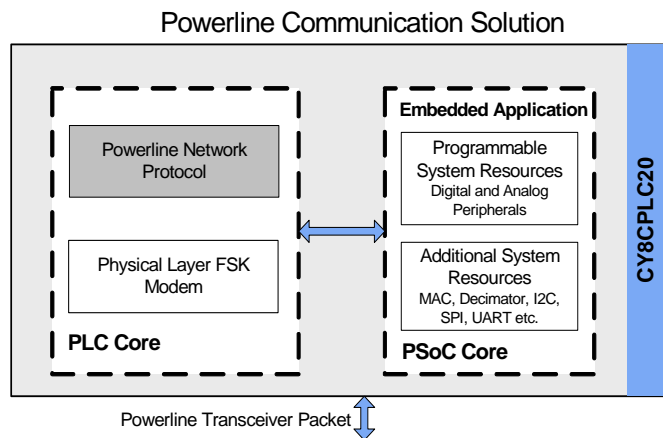 Powerline Communication Solution
Powerline Network
Protocol
Physical Layer FSK
Modem
PLC Core
Embedded Application
Programmable
System Resources
Digital and Analog
Peripherals
Additional System
Resources
MAC, Decimator, I2C,
SPI, UART etc.
PSoC Core
CY8CPLC20
Powerline Transceiver Packet